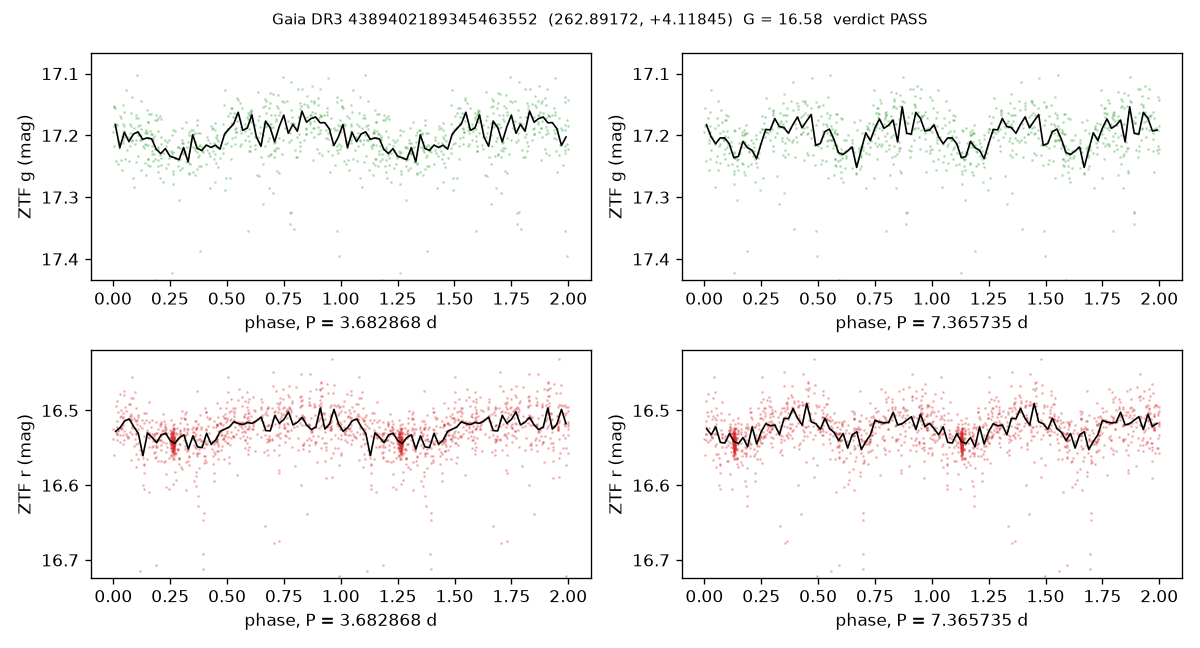 Gaia DR3 4389402189345463552 (262.89172, +4.11845) G = 16.58 verdict PASS
ZTF g (mag)
17.1
17.2
17.3
17.4
0.00 0.25 0.50 0.75 1.00 1.25 1.50 1.75 2.00
phase, P = 3.682868 d
17.1
17.2
17.3
17.4
ZTF g (mag)
0.00 0.25 0.50 0.75 1.00 1.25 1.50 1.75 2.00
phase, P = 7.365735 d
ZTF r (mag)
16.5
16.6
16.7
0.00 0.25 0.50 0.75 1.00 1.25 1.50 1.75 2.00
phase, P = 3.682868 d
ZTF r (mag)
16.5
16.6
16.7
0.00 0.25 0.50 0.75 1.00 1.25 1.50 1.75 2.00
phase, P = 7.365735 d